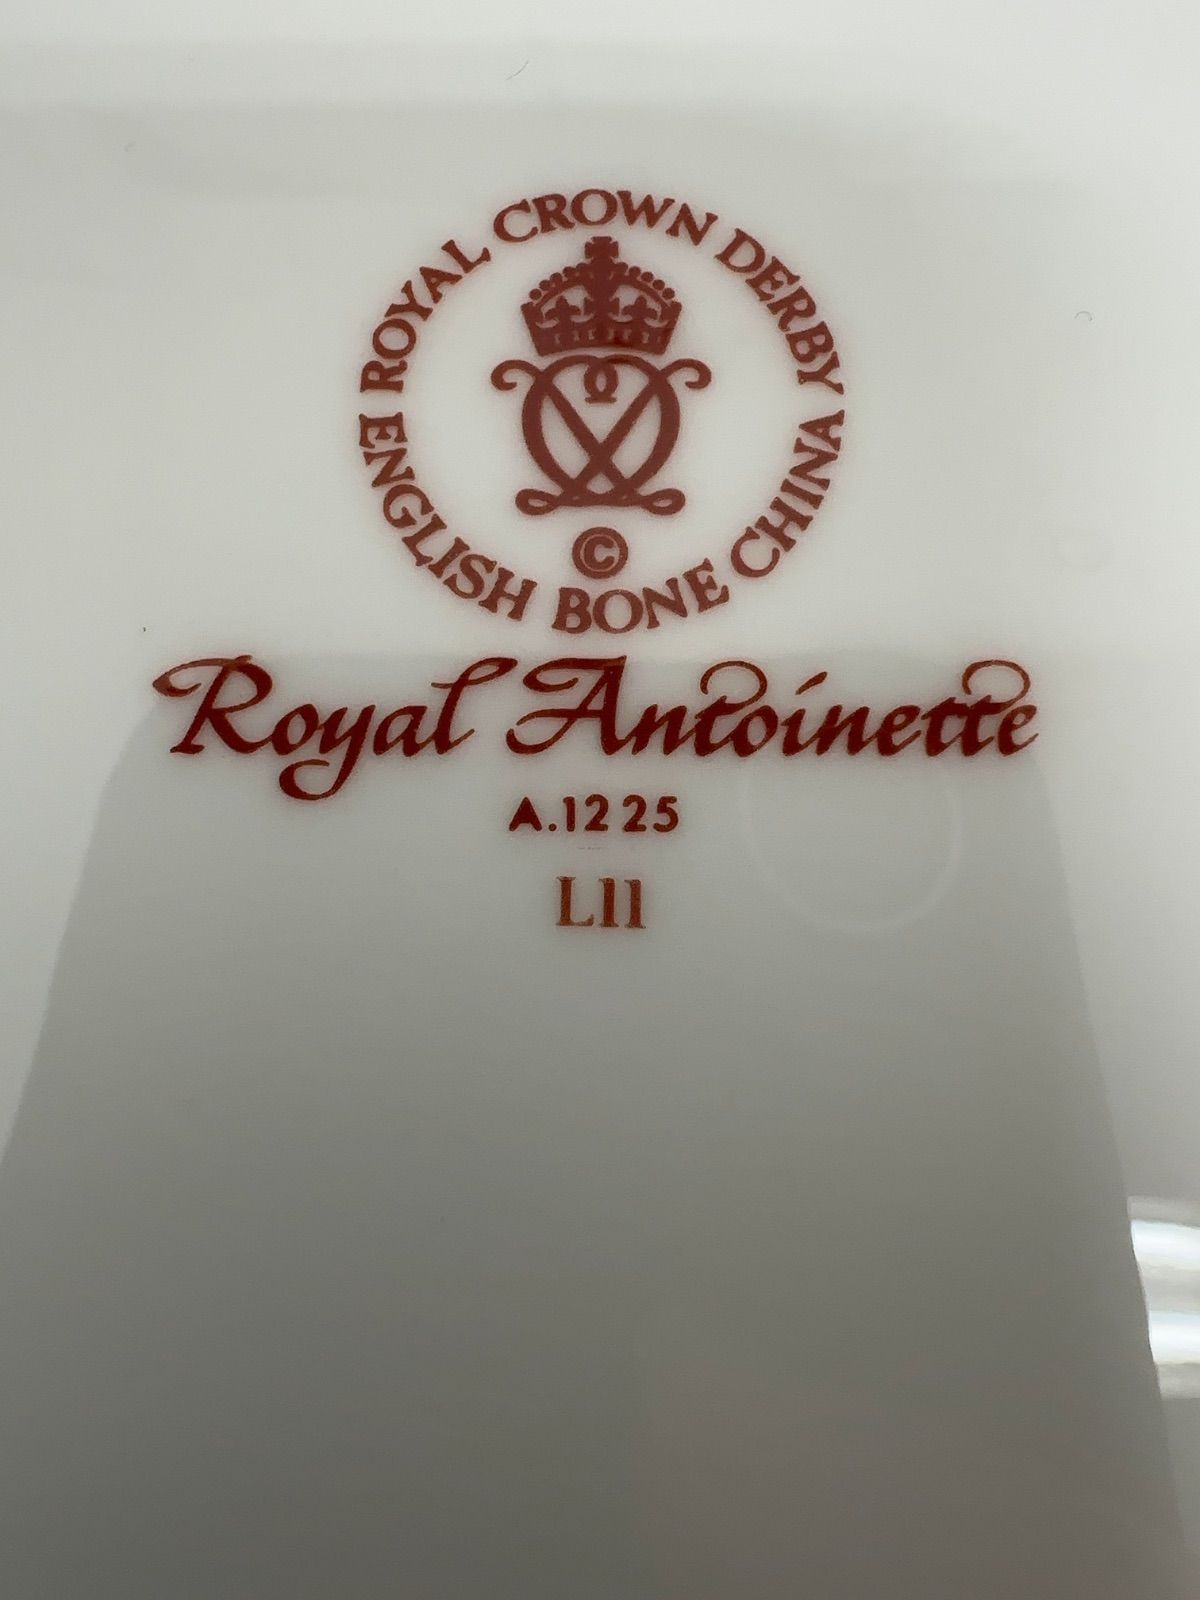 ROYAL CROWN DERBY
ENGLISH BONE CHINA
©
Royal Antoinette
A.1225
LII